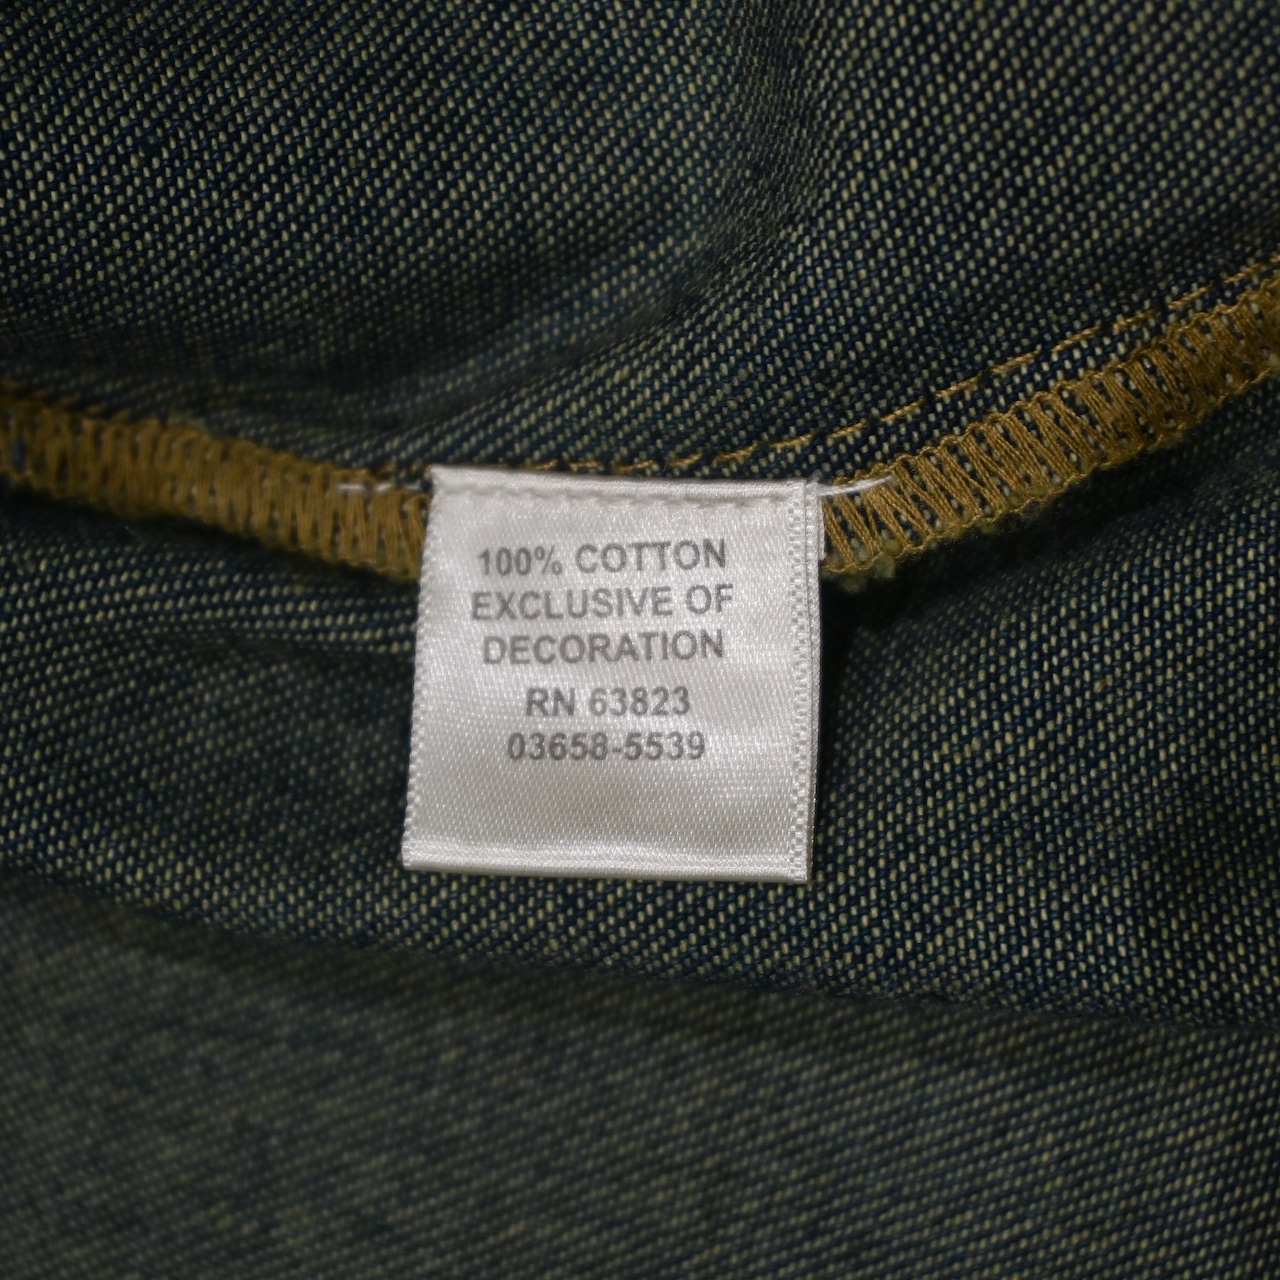 100% COTTON
EXCLUSIVE OF
DECORATION
RN 63823
03658-5539